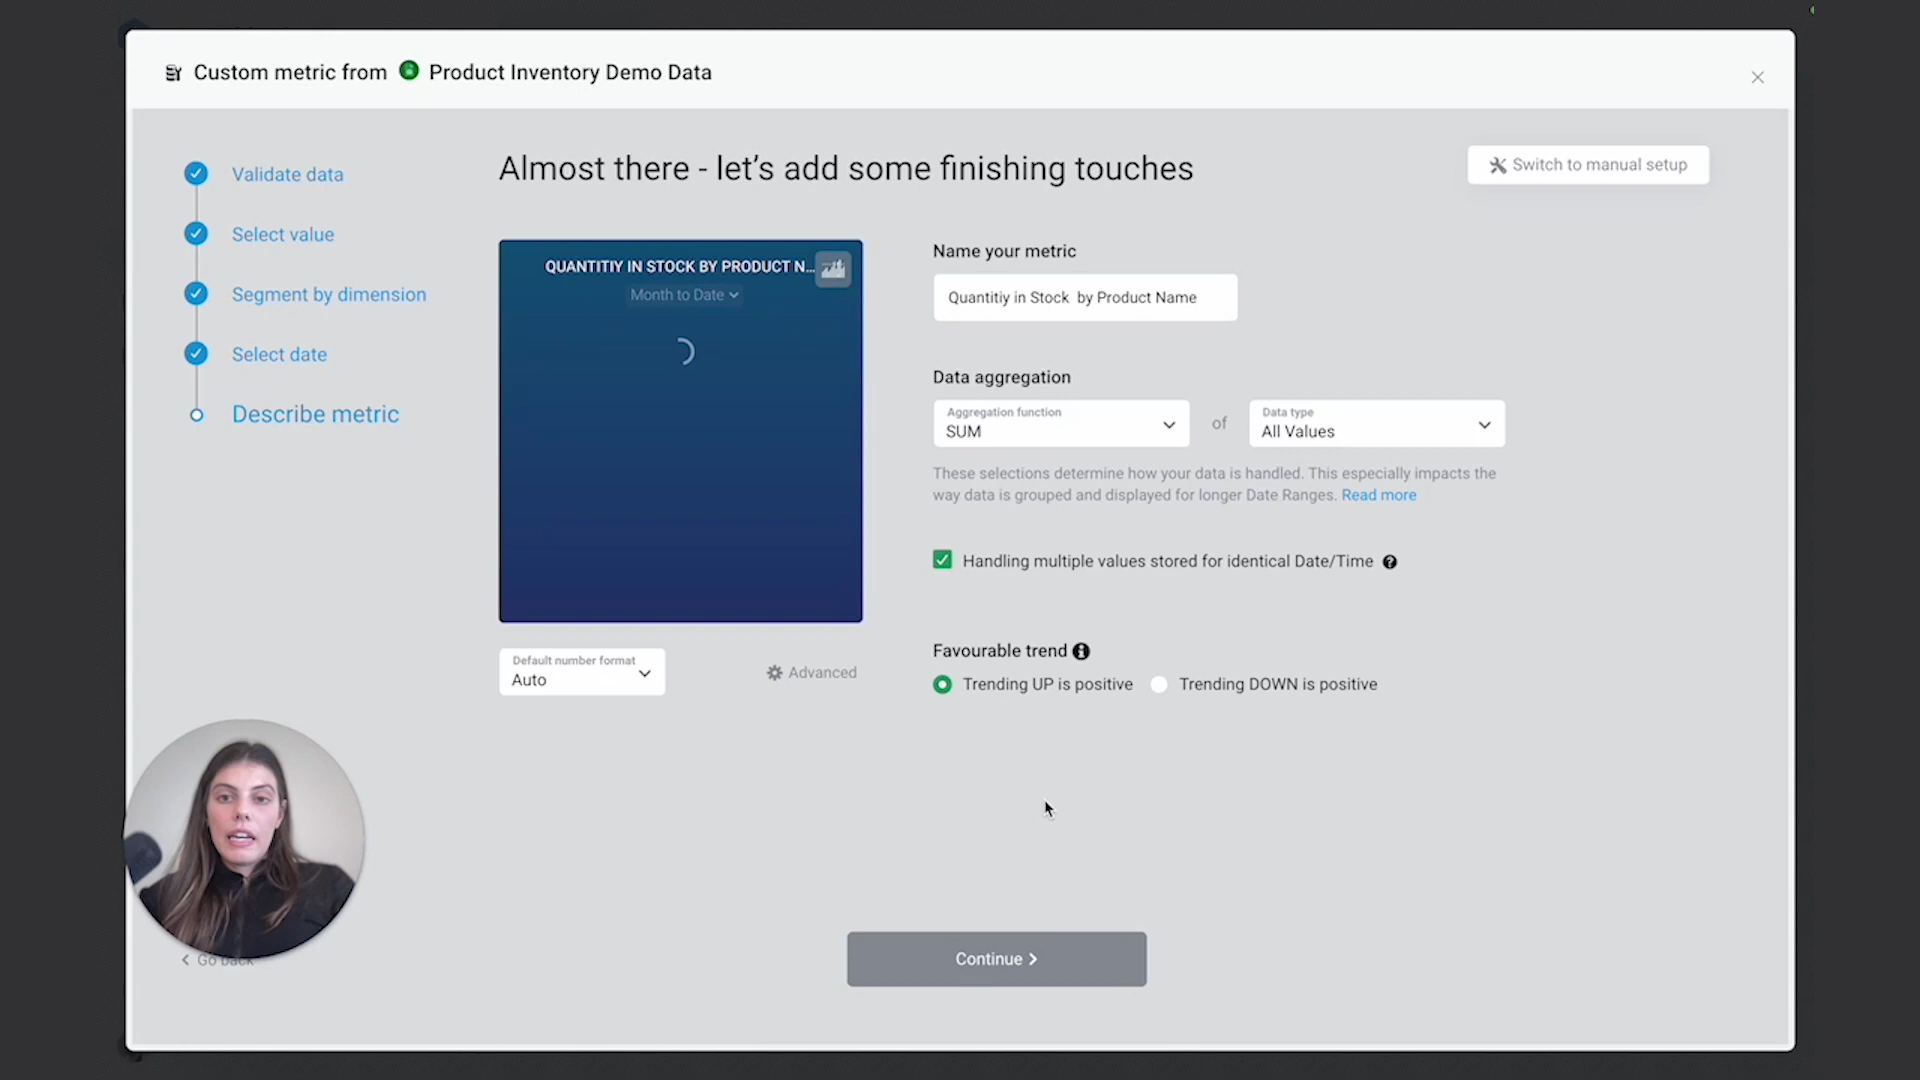 Custom metric from Product Inventory Demo Data
Validate data
Select value
Segment by dimension
Select date
Describe metric
Almost there - let's add some finishing touches
Switch to manual setup
QUANTITIY IN STOCK BY PRODUCT N...
Month to Date
Default number format
Auto
Advanced
Name your metric
Quantitiy in Stock by Product Name
Data aggregation
Aggregation function
SUM
of
Data type
All Values
These selections determine how your data is handled. This especially impacts the
way data is grouped and displayed for longer Date Ranges. Read more
Handling multiple values stored for identical Date/Time
Favourable trend
Trending UP is positive
Trending DOWN is positive
Go back
Continue